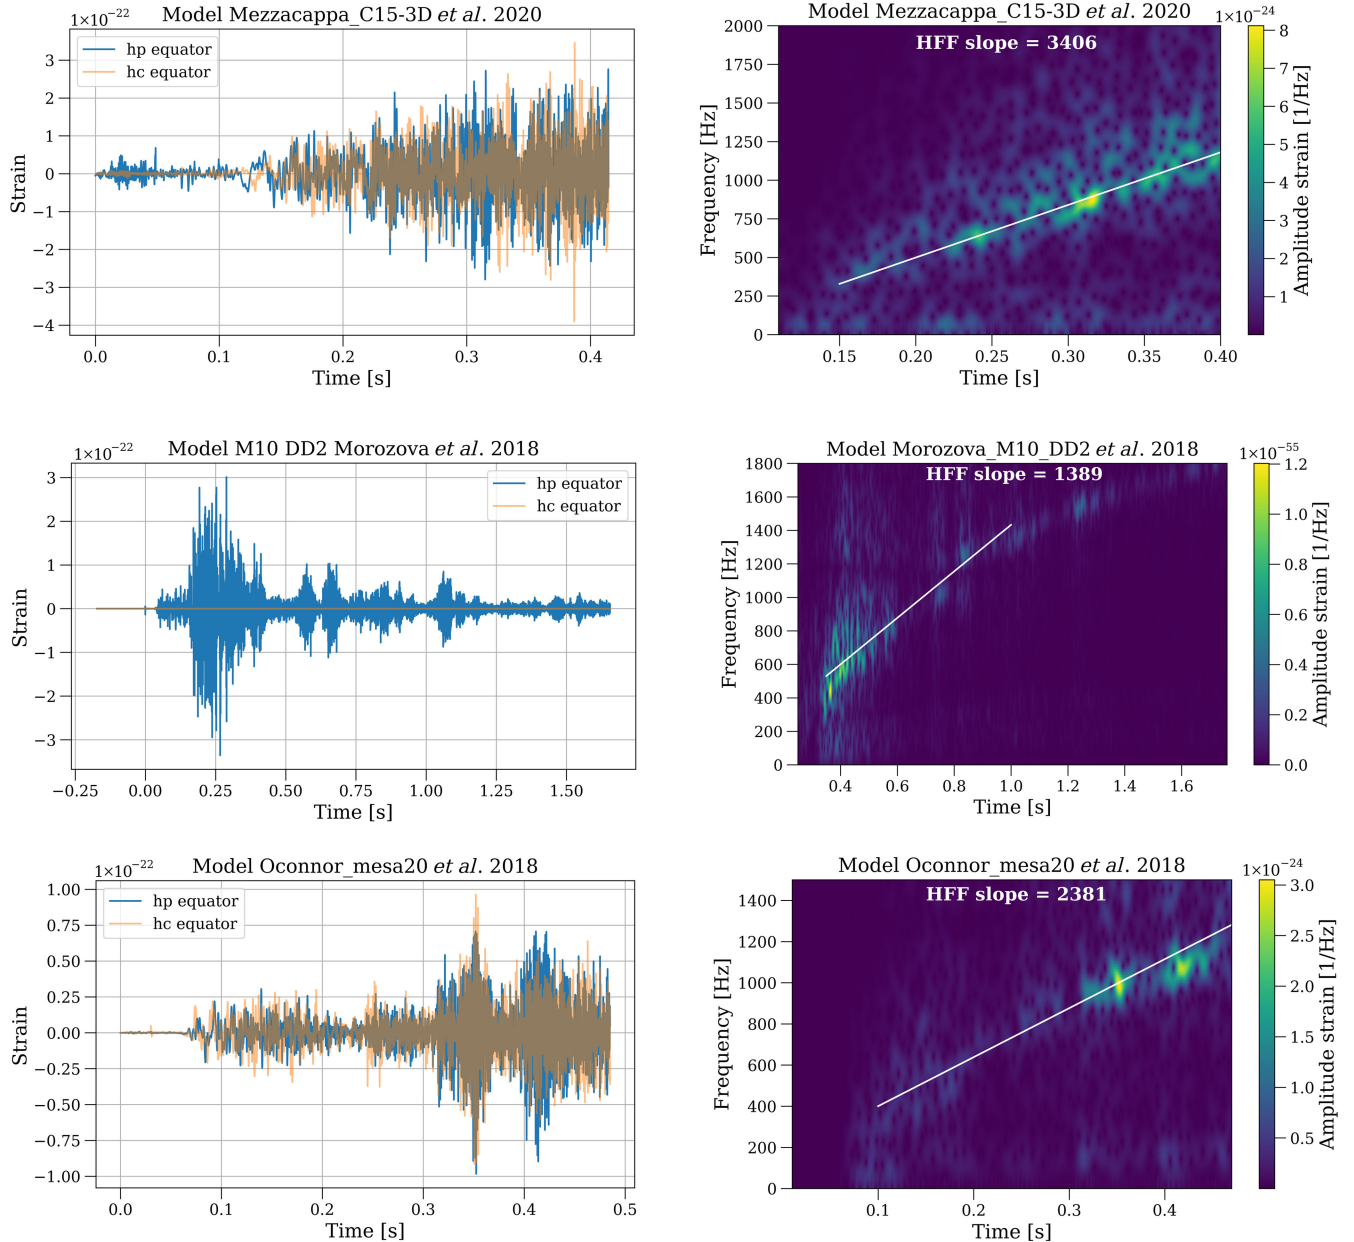 Model Mezzacappa_C15-3D et al. 2020
1×10−22
hp equator
hc equator
3
2
1
0
−1
−2
−3
−4
Strain
0.0 0.1 0.2 0.3 0.4
Time [s]
Model Mezzacappa_C15-3D et al. 2020
1×10−24
HFF slope = 3406
2000
1750
1500
1250
1000
750
500
250
0
Frequency [Hz]
0.15 0.20 0.25 0.30 0.35 0.40
Time [s]
8
7
6
5
4
3
2
1
Amplitude strain [1/Hz]
Model M10 DD2 Morozova et al. 2018
1×10−22
hp equator
hc equator
3
2
1
0
−1
−2
−3
Strain
−0.25 0.00 0.25 0.50 0.75 1.00 1.25 1.50
Time [s]
Model Morozova_M10_DD2 et al. 2018
1×10−55
HFF slope = 1389
1800
1600
1400
1200
1000
800
600
400
200
0
Frequency [Hz]
0.4 0.6 0.8 1.0 1.2 1.4 1.6
Time [s]
1.2
1.0
0.8
0.6
0.4
0.2
0.0
Amplitude strain [1/Hz]
Model Oconnor_mesa20 et al. 2018
1×10−22
hp equator
hc equator
1.00
0.75
0.50
0.25
0.00
−0.25
−0.50
−0.75
−1.00
Strain
0.0 0.1 0.2 0.3 0.4 0.5
Time [s]
Model Oconnor_mesa20 et al. 2018
1×10−24
HFF slope = 2381
1400
1200
1000
800
600
400
200
0
Frequency [Hz]
0.1 0.2 0.3 0.4
Time [s]
3.0
2.5
2.0
1.5
1.0
0.5
Amplitude strain [1/Hz]